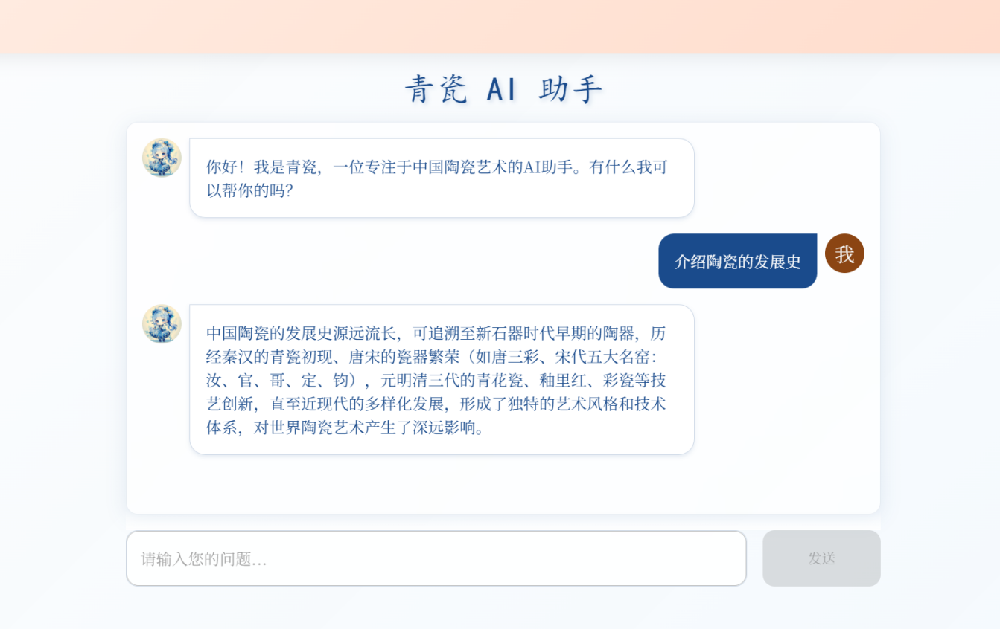 青瓷 AI 助手
你好！我是青瓷，一位专注于中国陶瓷艺术的AI助手。有什么我可
以帮你的吗？
介绍陶瓷的发展史
我
中国陶瓷的发展史源远流长，可追溯至新石器时代早期的陶器，历
经秦汉的青瓷初现、唐宋的瓷器繁荣（如唐三彩、宋代五大名窑：
汝、官、哥、定、钧），元明清三代的青花瓷、釉里红、彩瓷等技
艺创新，直至近现代的多样化发展，形成了独特的艺术风格和技术
体系，对世界陶瓷艺术产生了深远影响。
请输入您的问题...
发送